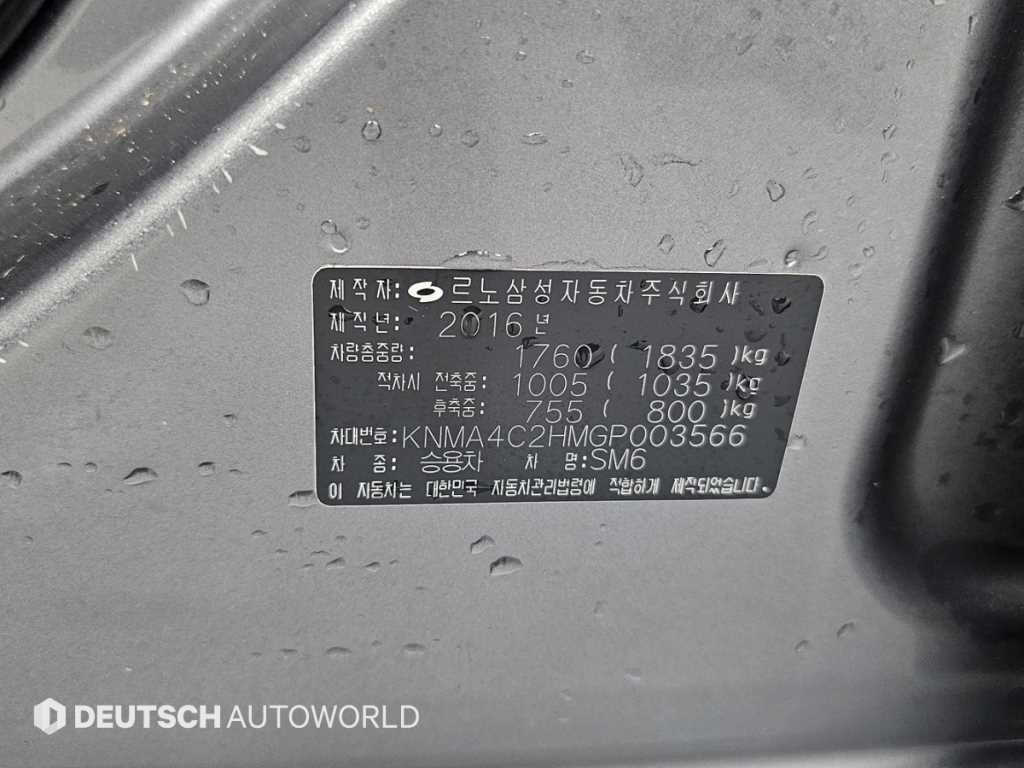 제 작 자: 르노삼성자동차주식회사
제 작 년: 2016년
차량총중량: 1760( 1835)kg
적차시 전축중: 1005( 1035)kg
후축중: 755( 800)kg
차대번호: KNMA4C2HMGP003566
차 종: 승용차 차 명: SM6
이 자동차는 대한민국 자동차관리법령에 적합하게 제작되었습니다.
DEUTSCH AUTOWORLD